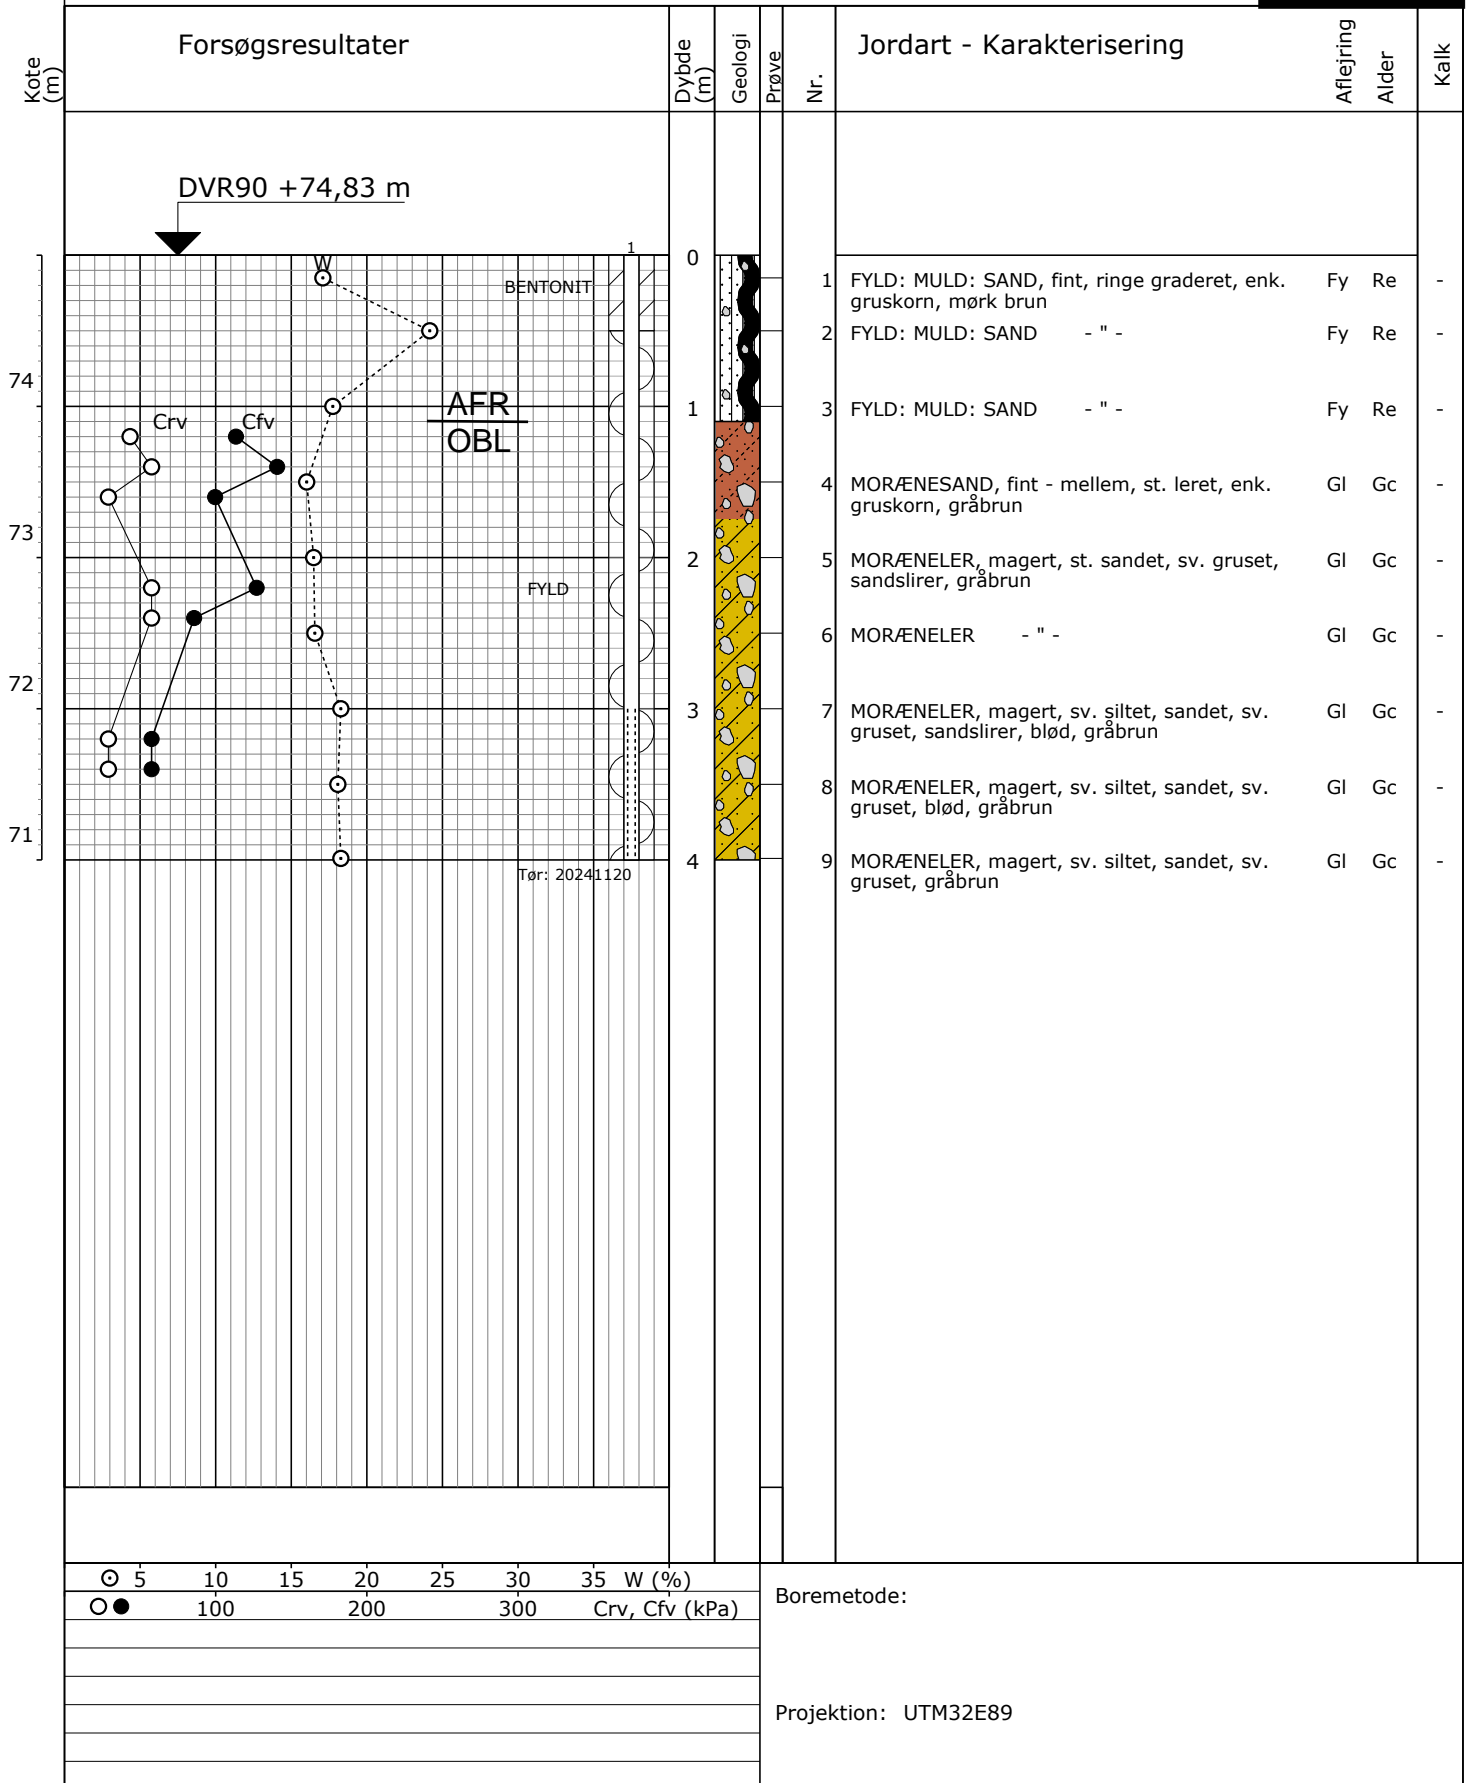 Kote (m)
Forsøgsresultater
Dybde (m)
Geologi
Prøve
Nr.
Jordart - Karakterisering
Aflejring
Alder
Kalk
DVR90 +74,83 m
W
1
BENTONIT
0
1 FYLD: MULD: SAND, fint, ringe graderet, enk. Fy Re -
gruskorn, mørk brun
2 FYLD: MULD: SAND - " - Fy Re -
74
Crv
Cfv
AFR
OBL
1
3 FYLD: MULD: SAND - " - Fy Re -
4 MORÆNESAND, fint - mellem, st. leret, enk. Gl Gc -
gruskorn, gråbrun
73
2
5 MORÆNELER, magert, st. sandet, sv. gruset, Gl Gc -
sandslirer, gråbrun
FYLD
6 MORÆNELER - " - Gl Gc -
72
3
7 MORÆNELER, magert, sv. siltet, sandet, sv. Gl Gc -
gruset, sandslirer, blød, gråbrun
8 MORÆNELER, magert, sv. siltet, sandet, sv. Gl Gc -
gruset, blød, gråbrun
71
4
9 MORÆNELER, magert, sv. siltet, sandet, sv. Gl Gc -
gruset, gråbrun
Tør: 20241120
5 10 15 20 25 30 35 W (%)
100 200 300 Crv, Cfv (kPa)
Boremetode:
Projektion: UTM32E89